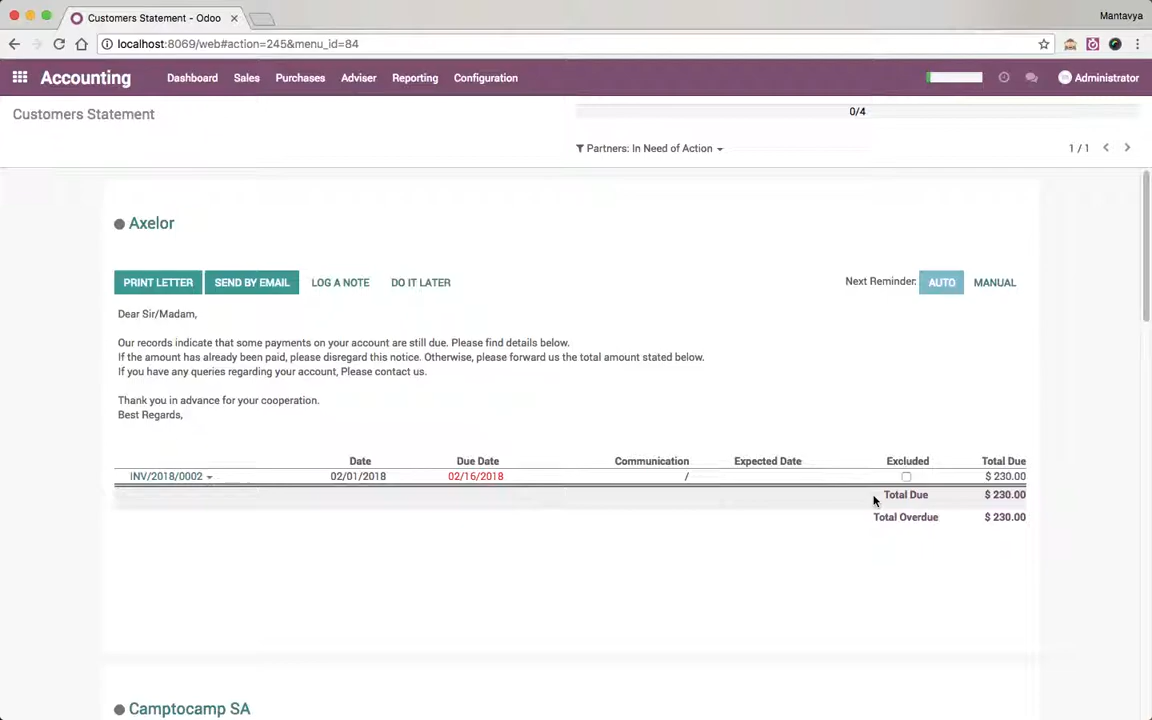 Customers Statement - Odoo
Mantavya
localhost:8069/web#action=245&menu_id=84
Accounting Dashboard Sales Purchases Adviser Reporting Configuration Administrator
Customers Statement
0/4
Partners: In Need of Action
1 / 1
Axelor
PRINT LETTER SEND BY EMAIL LOG A NOTE DO IT LATER Next Reminder: AUTO MANUAL
Dear Sir/Madam,
Our records indicate that some payments on your account are still due. Please find details below.
If the amount has already been paid, please disregard this notice. Otherwise, please forward us the total amount stated below.
If you have any queries regarding your account, Please contact us.
Thank you in advance for your cooperation.
Best Regards,
Date Due Date Communication Expected Date Excluded Total Due
INV/2018/0002 02/01/2018 02/16/2018 / $ 230.00
Total Due $ 230.00
Total Overdue $ 230.00
Camptocamp SA